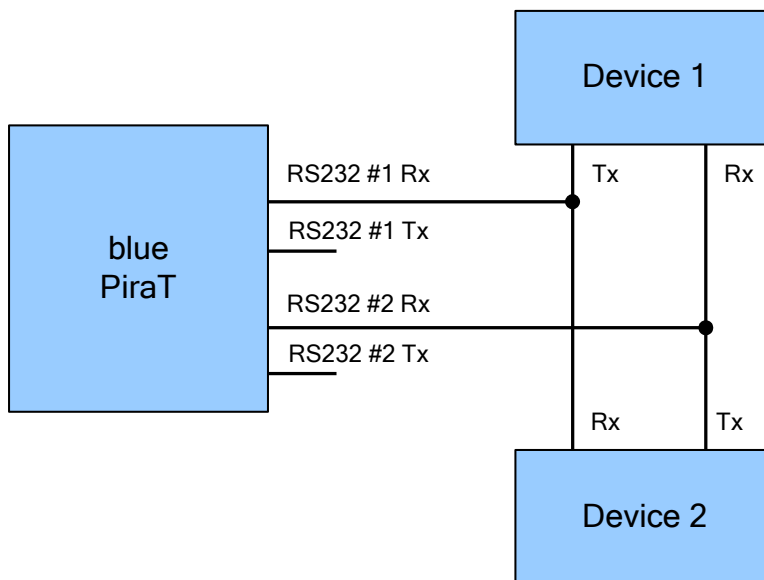 Device 1
RS232 #1 Rx
Tx
Rx
RS232 #1 Tx
blue
PiraT
RS232 #2 Rx
RS232 #2 Tx
Rx
Tx
Device 2